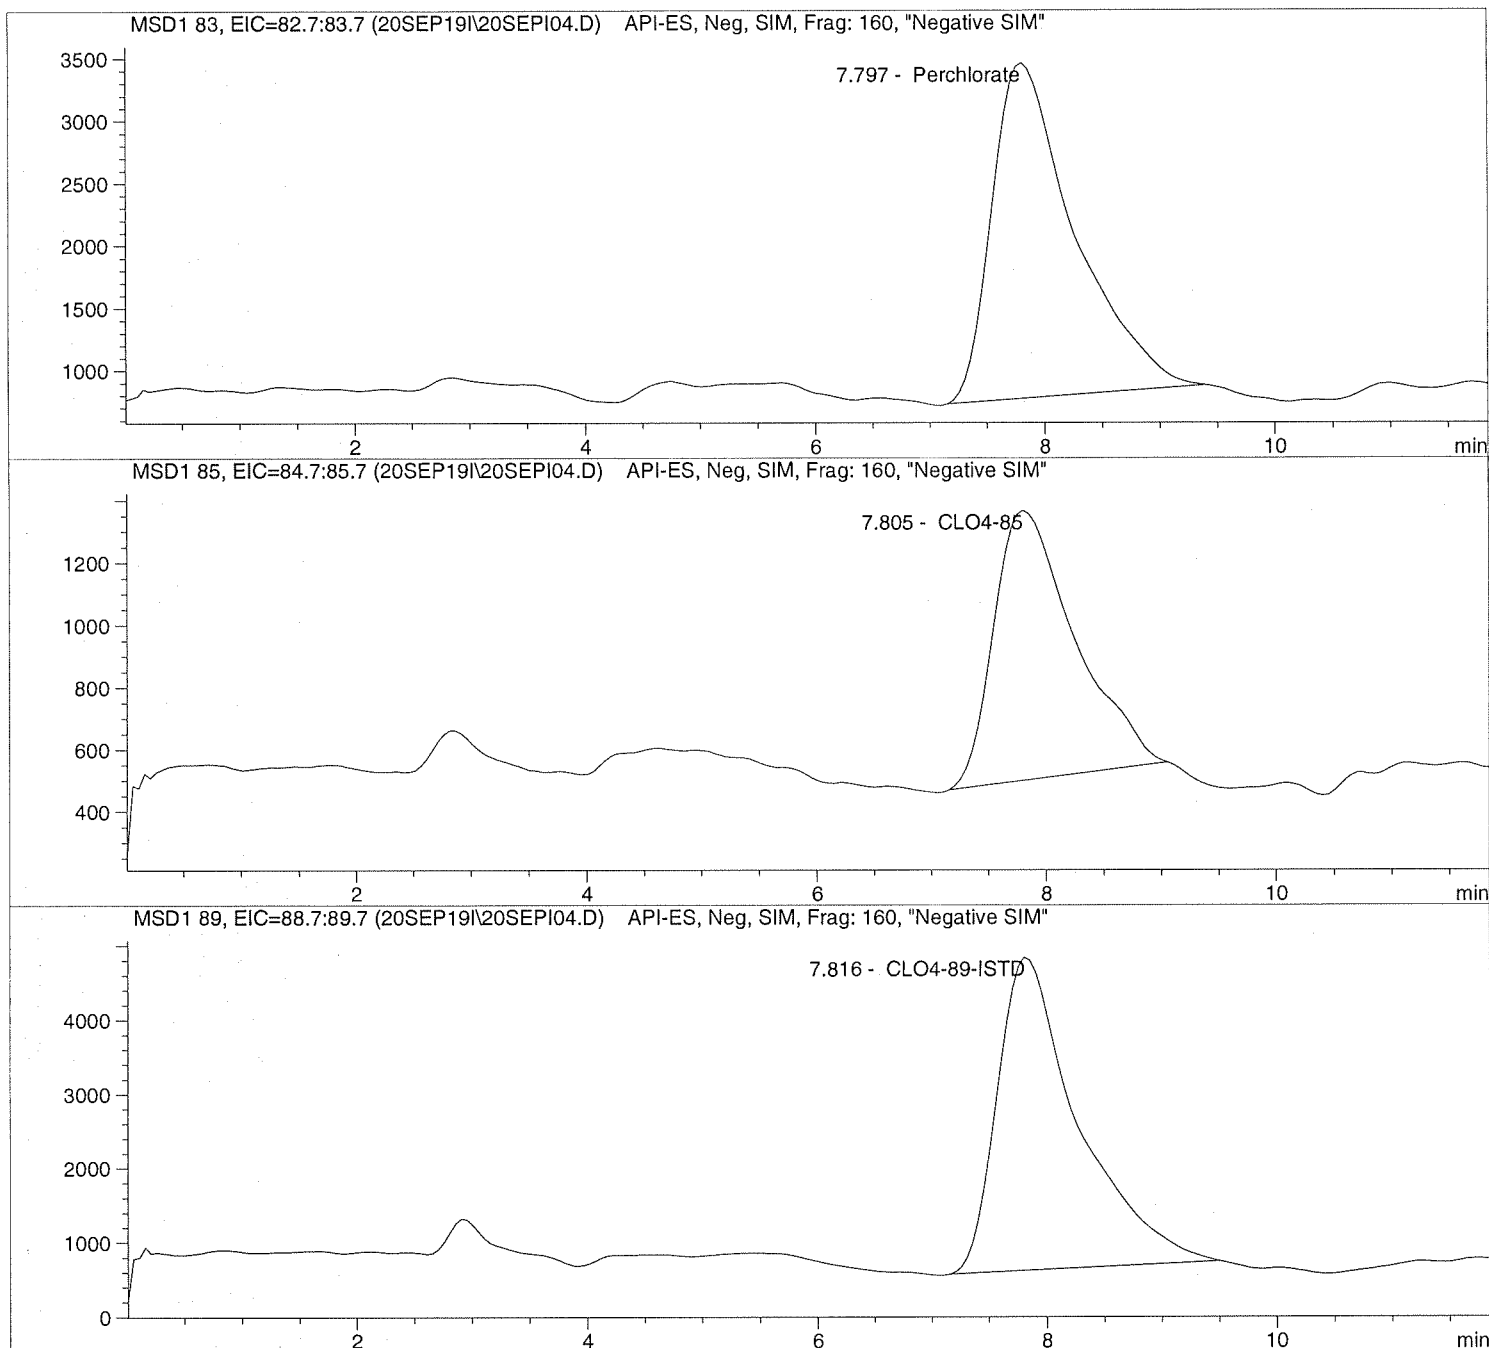 MSD1 83, EIC=82.7:83.7 (20SEP19I\20SEPI04.D) API-ES, Neg, SIM, Frag: 160, "Negative SIM"
7.797 - Perchlorate
3500
3000
2500
2000
1500
1000
2 4 6 8 10 min
MSD1 85, EIC=84.7:85.7 (20SEP19I\20SEPI04.D) API-ES, Neg, SIM, Frag: 160, "Negative SIM"
7.805 - CLO4-85
1200
1000
800
600
400
2 4 6 8 10 min
MSD1 89, EIC=88.7:89.7 (20SEP19I\20SEPI04.D) API-ES, Neg, SIM, Frag: 160, "Negative SIM"
7.816 - CLO4-89-ISTD
4000
3000
2000
1000
0
2 4 6 8 10 min